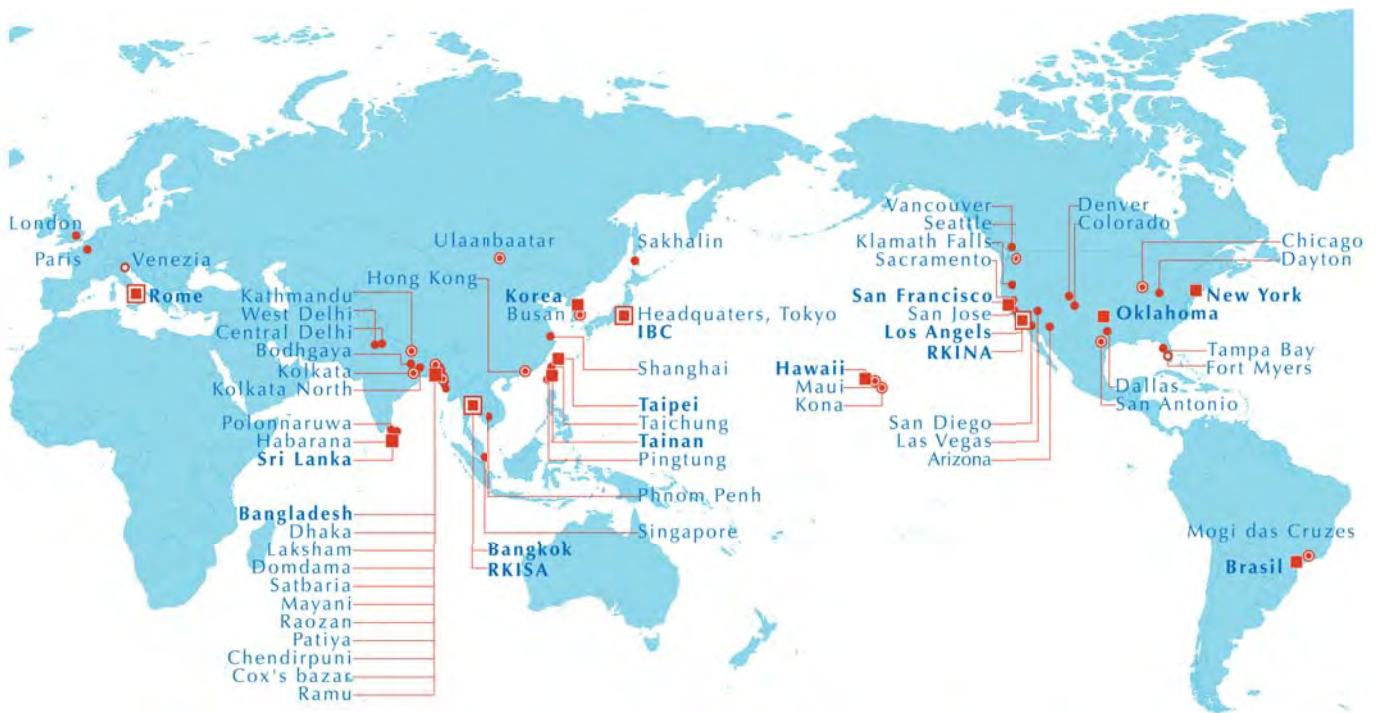 London
Paris
Venezia
Rome
Ulaanbaatar
Sakhalin
Hong Kong
Kathmandu
West Delhi
Central Delhi
Bodhgaya
Kolkata
Kolkata North
Korea
Busan
Headquaters, Tokyo
IBC
Shanghai
Polonnaruwa
Habarana
Sri Lanka
Taipei
Taichung
Tainan
Pingtung
Phnom Penh
Singapore
Bangkok
RKISA
Bangladesh
Dhaka
Laksham
Domdama
Satbaria
Mayani
Raozan
Patiya
Chendirpuni
Cox's bazar
Ramu
Hawaii
Maui
Kona
Vancouver
Seattle
Klamath Falls
Sacramento
San Francisco
San Jose
Los Angels
RKINA
San Diego
Las Vegas
Arizona
Denver
Colorado
Chicago
Dayton
New York
Oklahoma
Tampa Bay
Fort Myers
Dallas
San Antonio
Mogi das Cruzes
Brasil